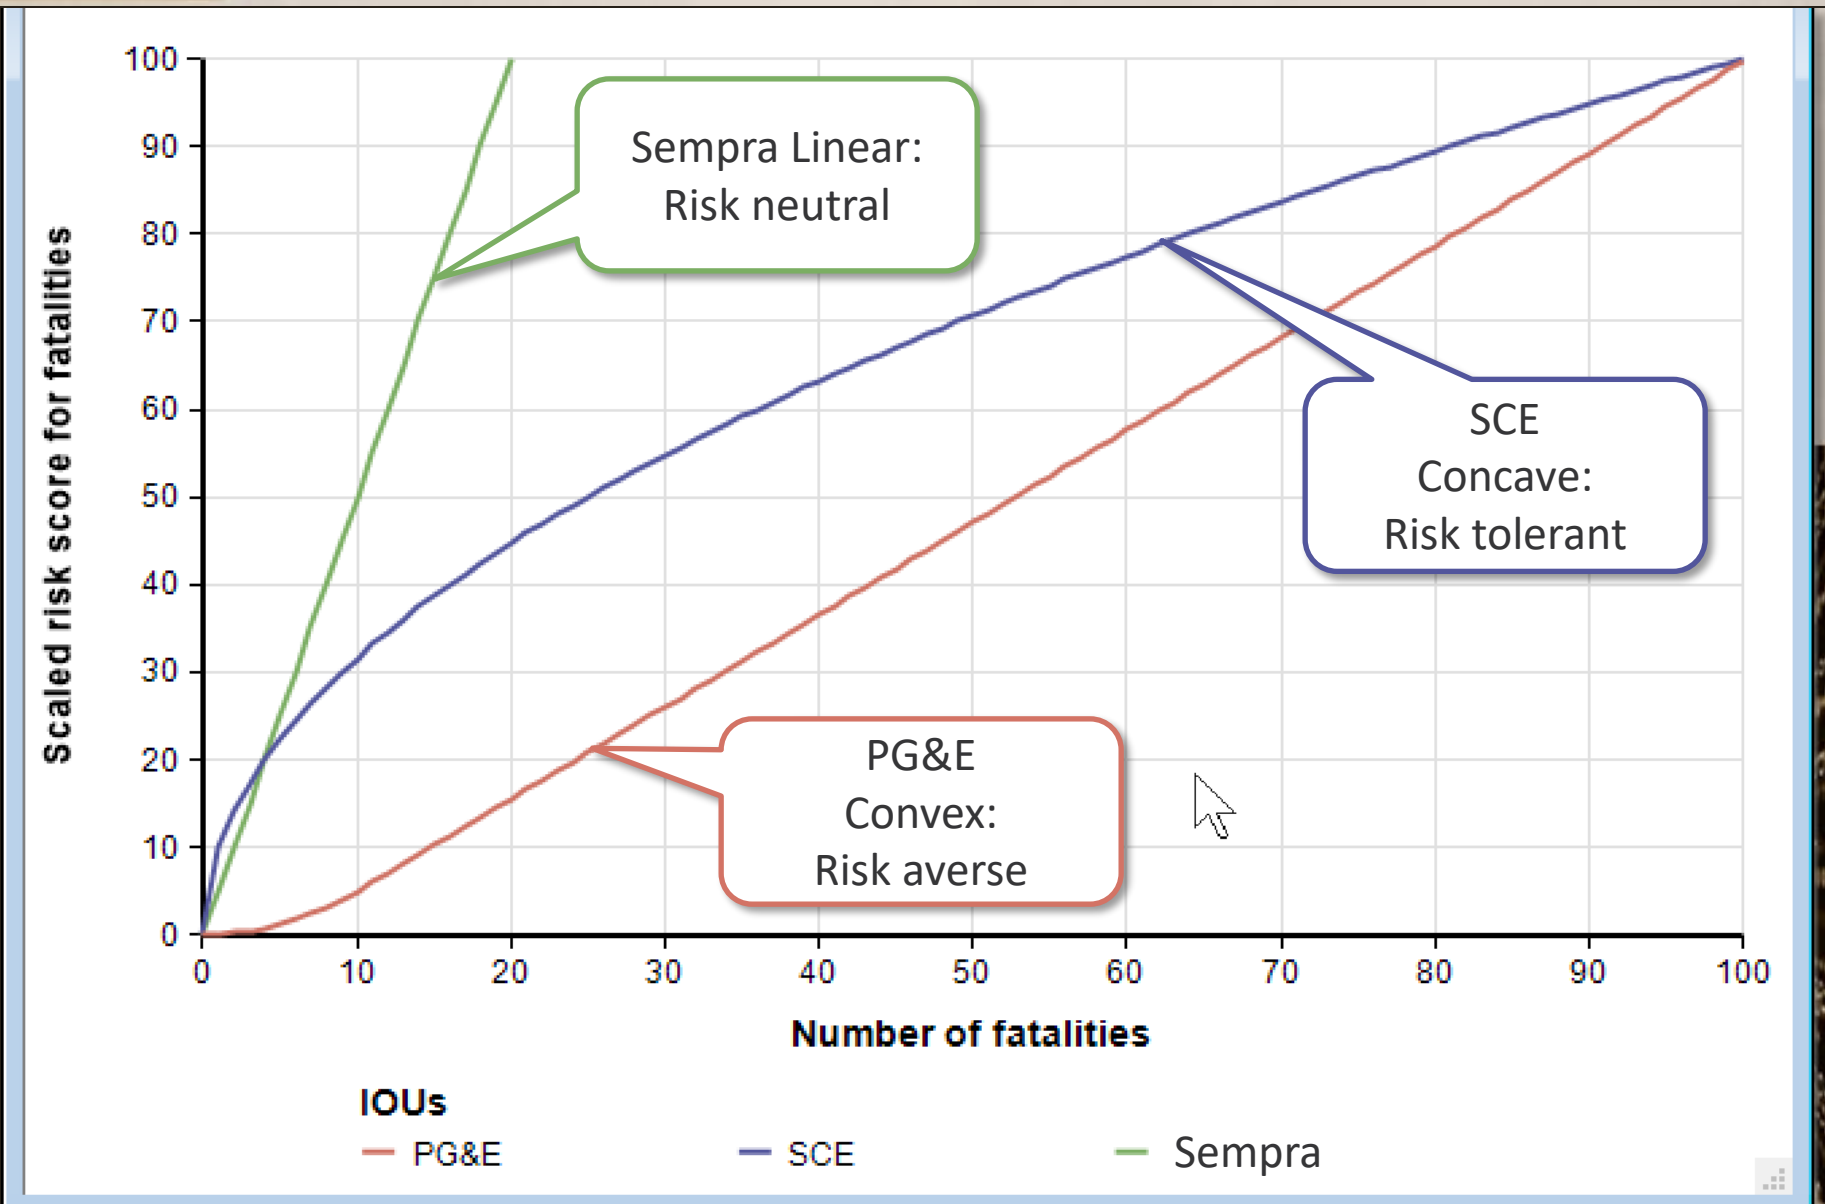 Scaled risk score for fatalities
100
90
80
70
60
50
40
30
20
10
0
Sempra Linear:
Risk neutral
SCE
Concave:
Risk tolerant
PG&E
Convex:
Risk averse
0 10 20 30 40 50 60 70 80 90 100
Number of fatalities
IOUs
PG&E SCE Sempra